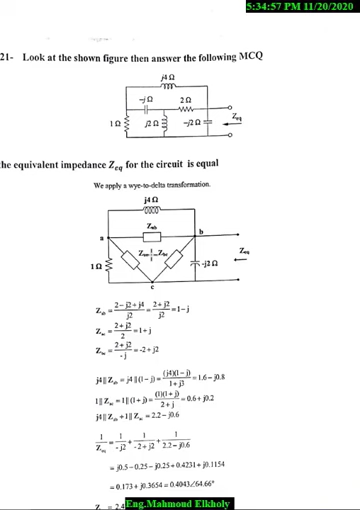 5:34:57 PM 11/20/2020
21- Look at the shown figure then answer the following MCQ
j4 Ω
-j Ω 2 Ω
1 Ω j2 Ω -j2 Ω Zeq
the equivalent impedance Zeq for the circuit is equal
We apply a wye-to-delta transformation.
j4 Ω
Zab
a b
Zac Zbc Zeq
1 Ω -j2 Ω
c
Zab = (2 - j2 + j4)/j2 = (2 + j2)/j2 = 1 - j
Zac = (2 + j2)/2 = 1 + j
Zbc = (2 + j2)/-j = -2 + j2
j4 || Zab = j4 || (1 - j) = (j4)(1 - j)/(1 + j3) = 1.6 - j0.8
1 || Zac = 1 || (1 + j) = (1)(1 + j)/(2 + j) = 0.6 + j0.2
j4 || Zab + 1 || Zac = 2.2 - j0.6
1/Zeq = 1/-j2 + 1/(-2 + j2) + 1/(2.2 - j0.6)
= j0.5 - 0.25 - j0.25 + 0.4231 + j0.1154
= 0.173 + j0.3654 = 0.4043∠64.66°
Z = 2.4
Eng.Mahmoud Elkholy